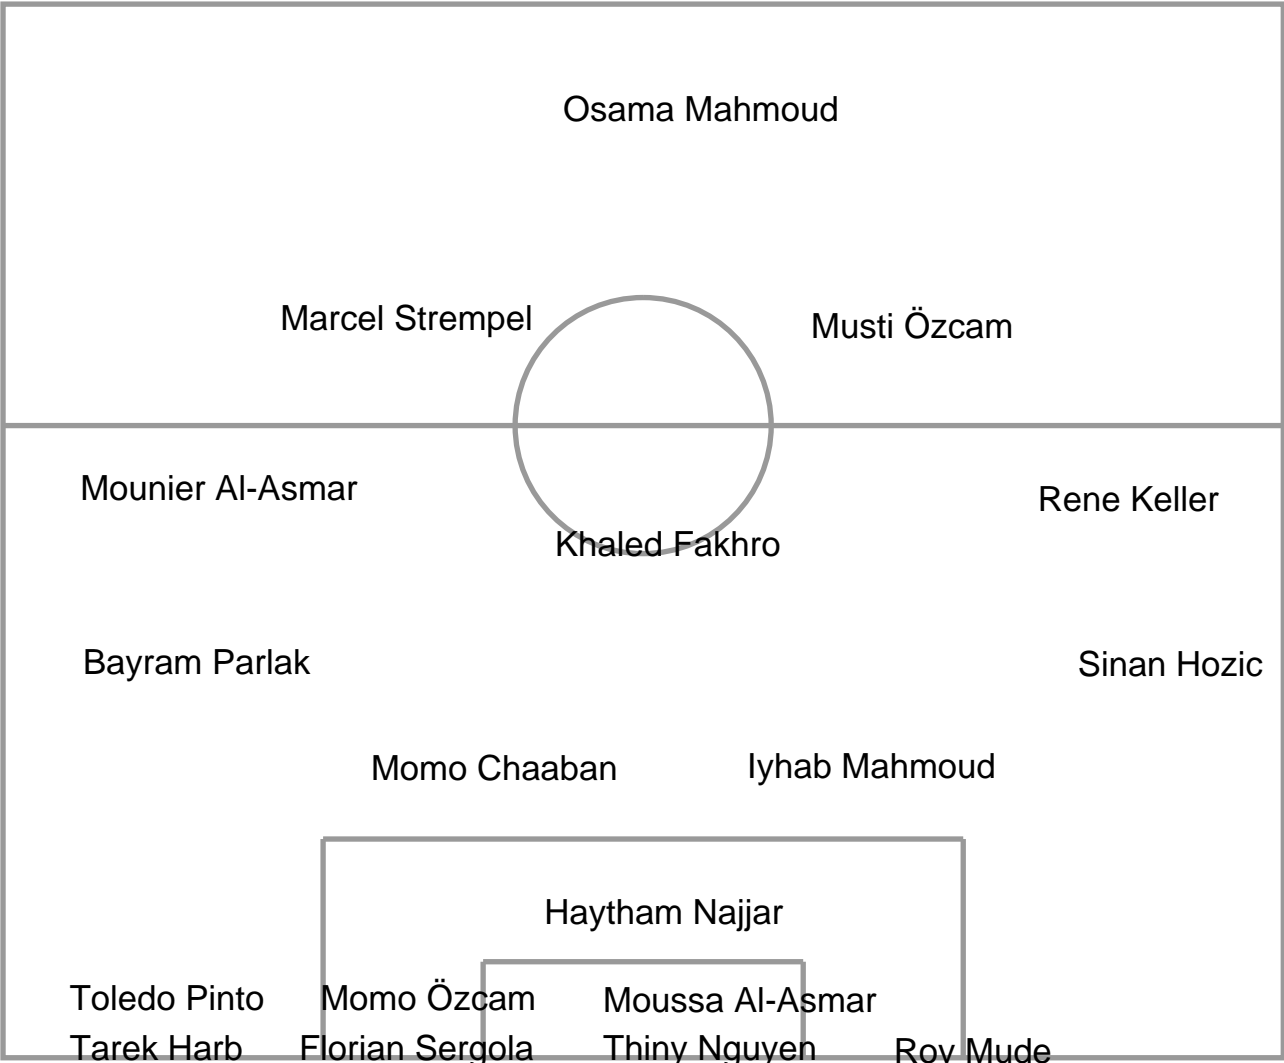 Osama Mahmoud
Marcel Strempel
Musti Özcam
Mounier Al-Asmar
Rene Keller
Khaled Fakhro
Bayram Parlak
Sinan Hozic
Momo Chaaban
Iyhab Mahmoud
Haytham Najjar
Toledo Pinto Momo Özcam Moussa Al-Asmar
Tarek Harb Florian Sergola Thiny Nguyen Roy Mude